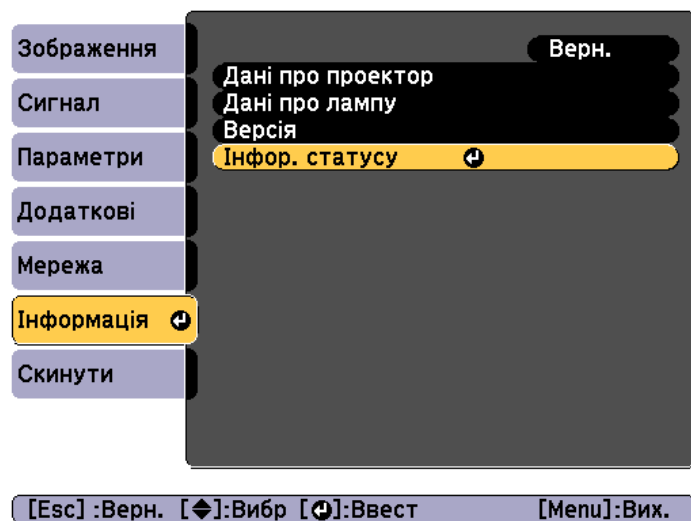 Зображення
Сигнал
Параметри
Додаткові
Мережа
Інформація
Скинути
Верн.
Дані про проектор
Дані про лампу
Версія
Інфор. статусу
[Esc] :Верн. [◆]:Вибр [⏎]:Ввест [Menu]:Вих.